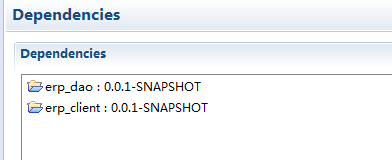 Dependencies
Dependencies
erp_dao : 0.0.1-SNAPSHOT
erp_client : 0.0.1-SNAPSHOT